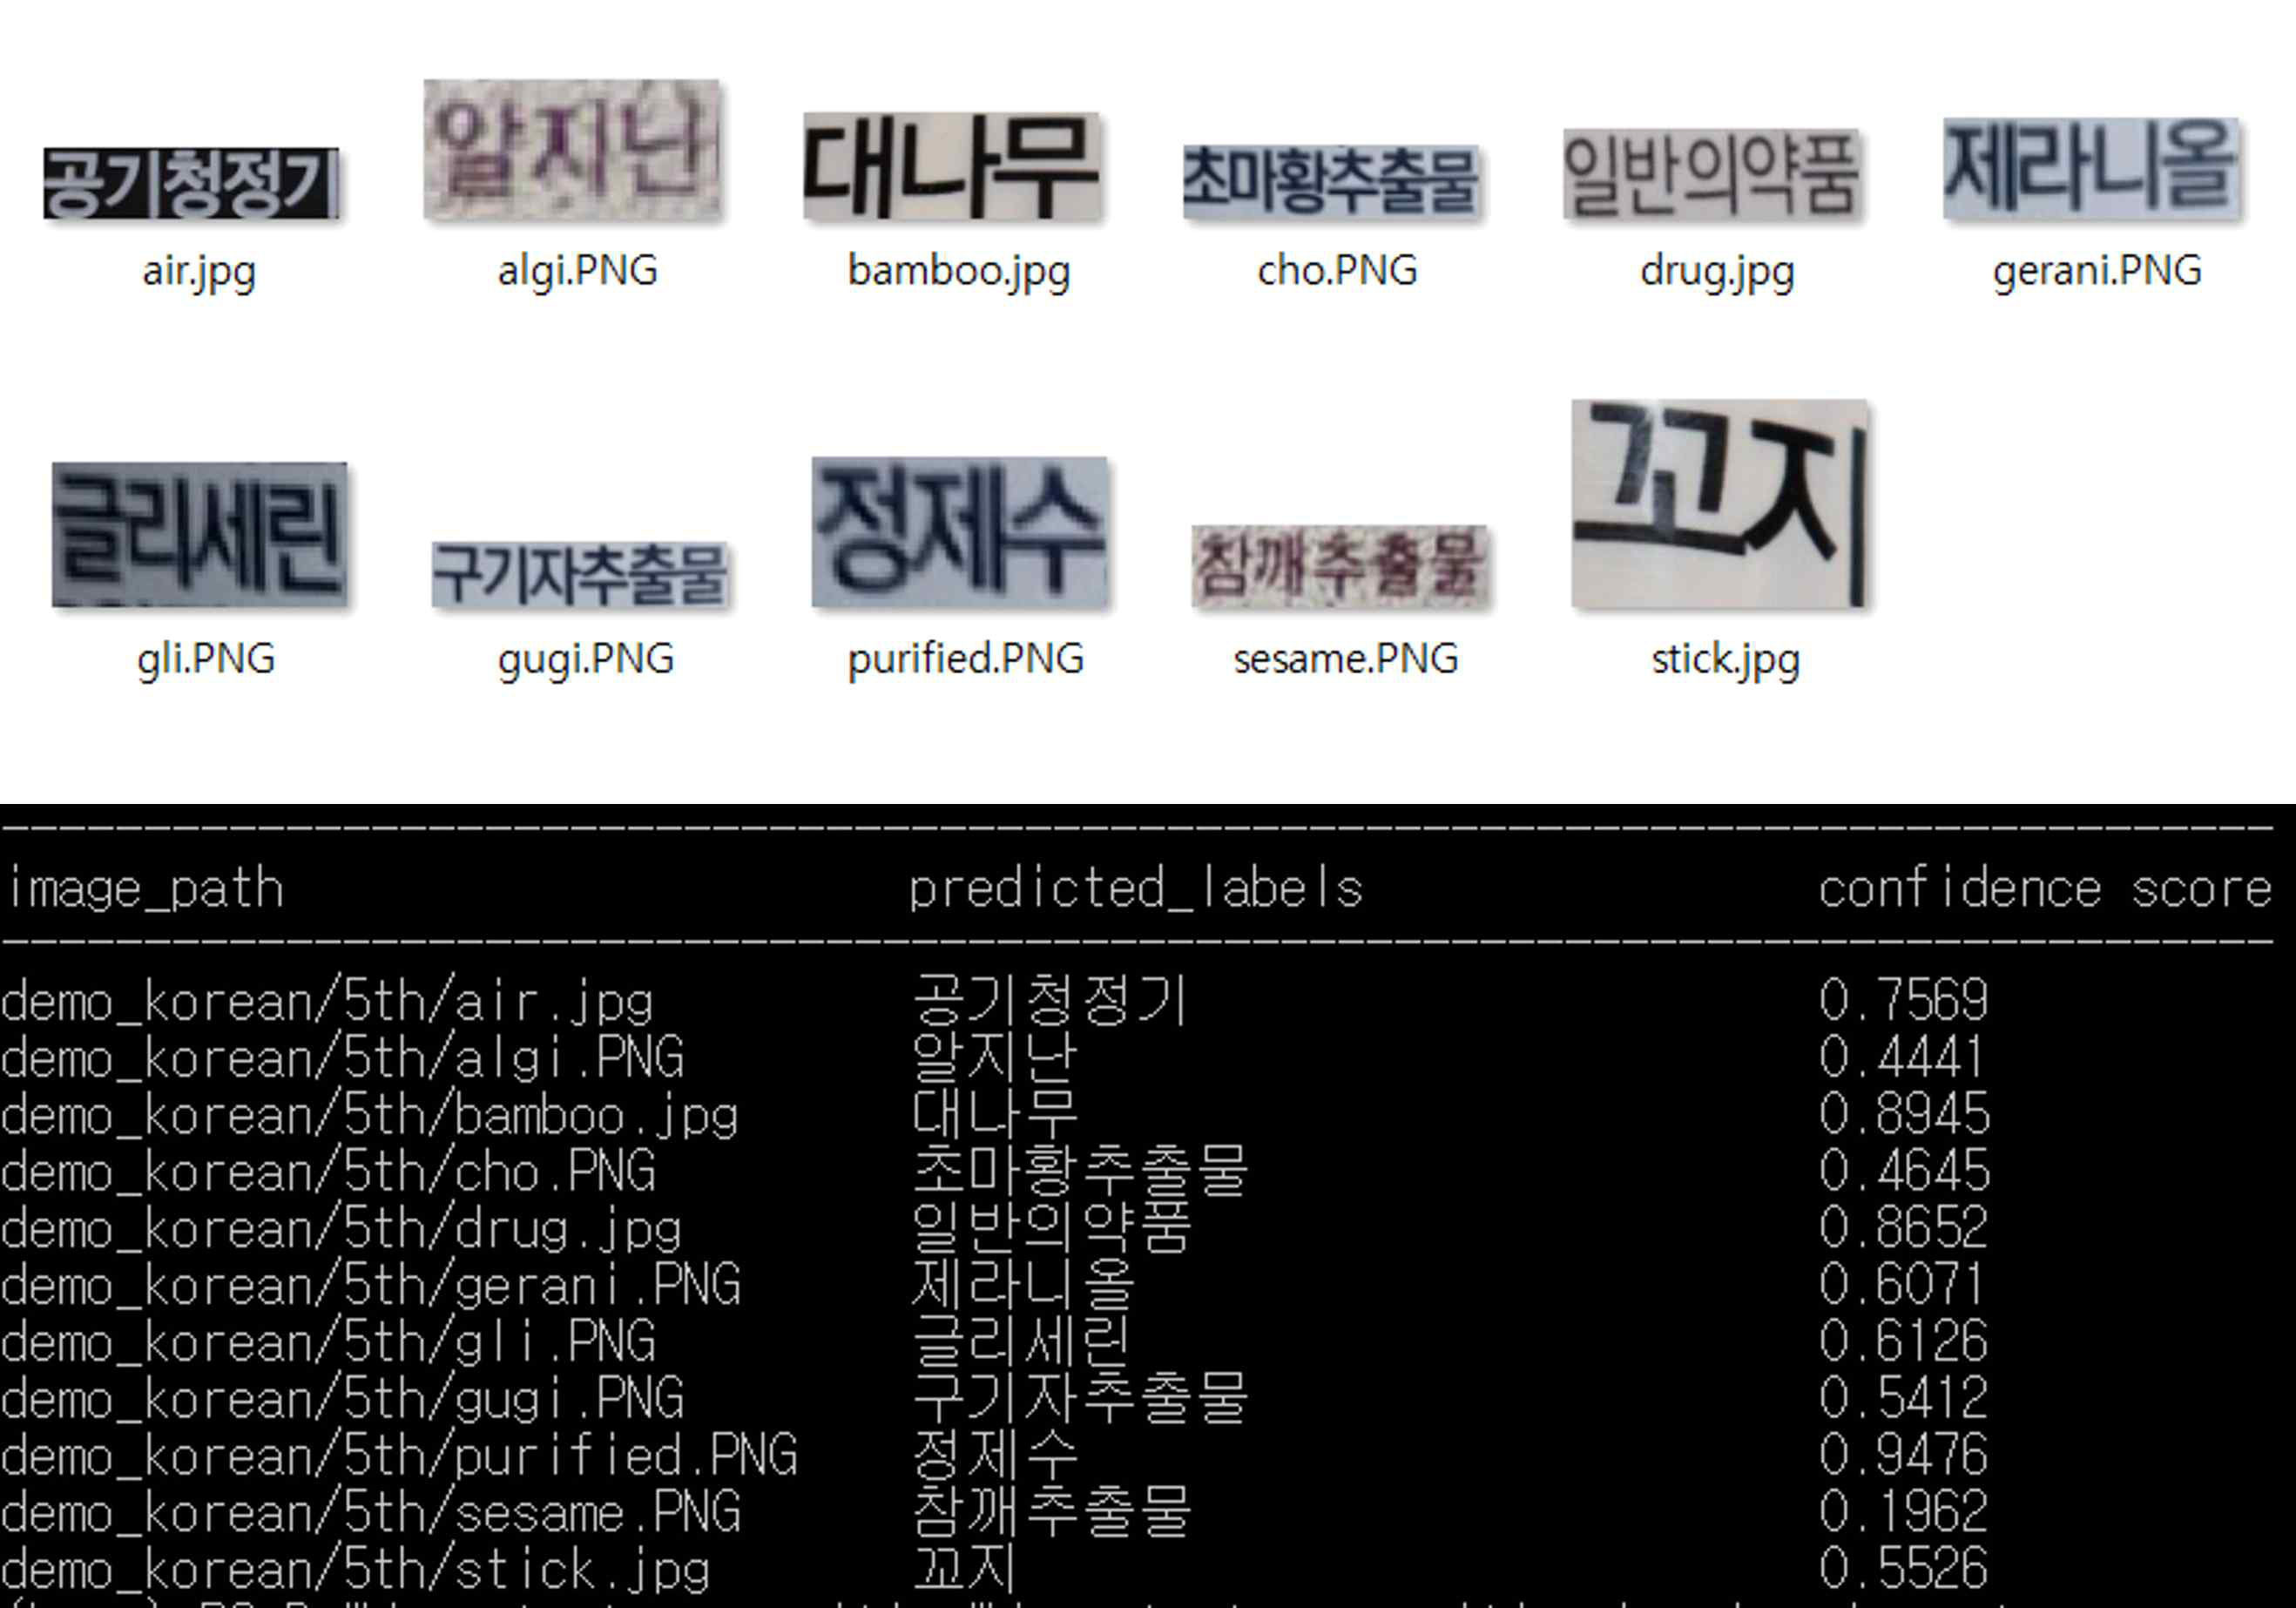 공기청정기 알지난 대나무 초마황추출물 일반의약품 제라니올
air.jpg algi.PNG bamboo.jpg cho.PNG drug.jpg gerani.PNG
글리세린 구기자추출물 정제수 참깨추출물 꼬지
gli.PNG gugi.PNG purified.PNG sesame.PNG stick.jpg
image_path predicted_labels confidence score
demo_korean/5th/air.jpg 공기청정기 0.7569
demo_korean/5th/algi.PNG 알지난 0.4441
demo_korean/5th/bamboo.jpg 대나무 0.8945
demo_korean/5th/cho.PNG 초마황추출물 0.4645
demo_korean/5th/drug.jpg 일반의약품 0.8652
demo_korean/5th/gerani.PNG 제라니올 0.6071
demo_korean/5th/gli.PNG 글리세린 0.6126
demo_korean/5th/gugi.PNG 구기자추출물 0.5412
demo_korean/5th/purified.PNG 정제수 0.9476
demo_korean/5th/sesame.PNG 참깨추출물 0.1962
demo_korean/5th/stick.jpg 꼬지 0.5526